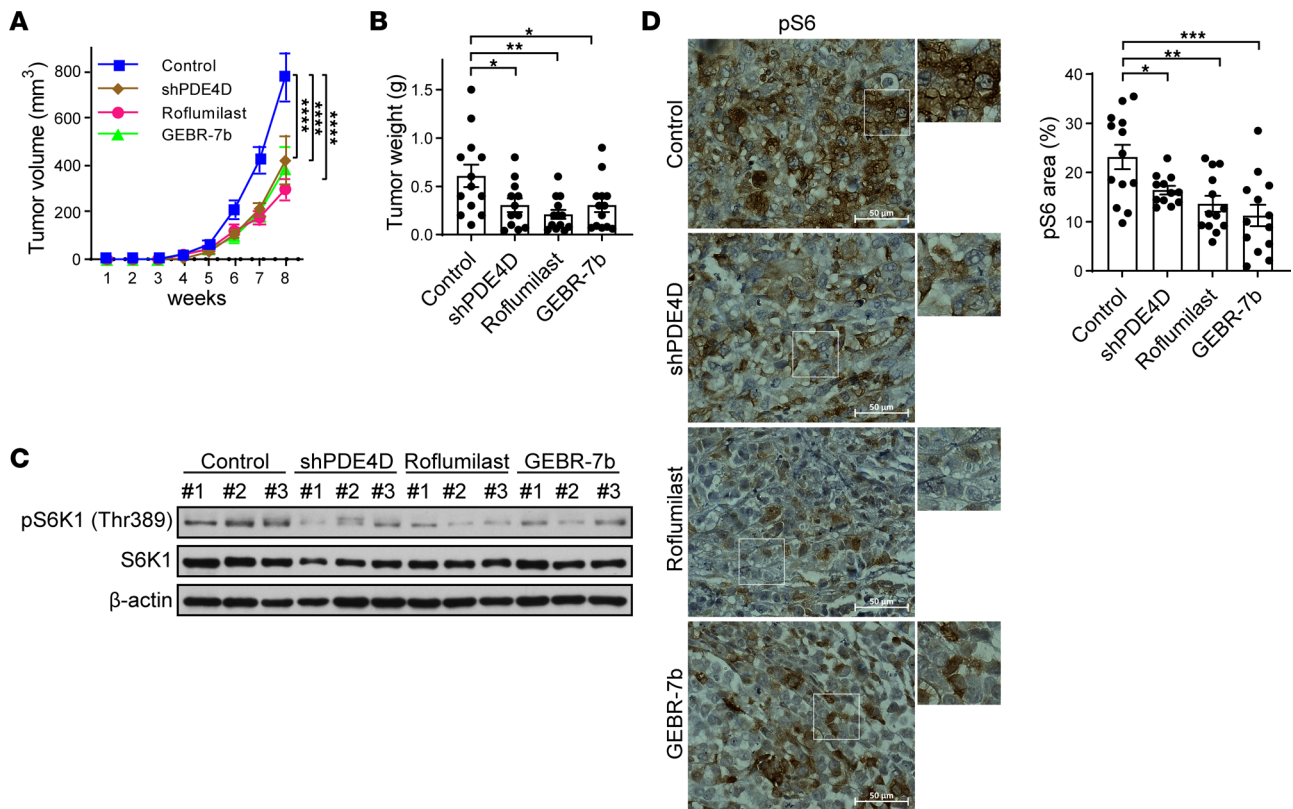 A
Tumor volume (mm³)
800
600
400
200
0
Control
shPDE4D
Roflumilast
GEBR-7b
****
****
****
1 2 3 4 5 6 7 8
weeks
B
Tumor weight (g)
1.5
1.0
0.5
0.0
*
**
*
Control
shPDE4D
Roflumilast
GEBR-7b
C
Control shPDE4D Roflumilast GEBR-7b
#1 #2 #3 #1 #2 #3 #1 #2 #3 #1 #2 #3
pS6K1 (Thr389)
S6K1
β-actin
D
pS6
Control
50 µm
shPDE4D
50 µm
Roflumilast
50 µm
GEBR-7b
50 µm
pS6 area (%)
40
30
20
10
0
***
**
*
Control
shPDE4D
Roflumilast
GEBR-7b